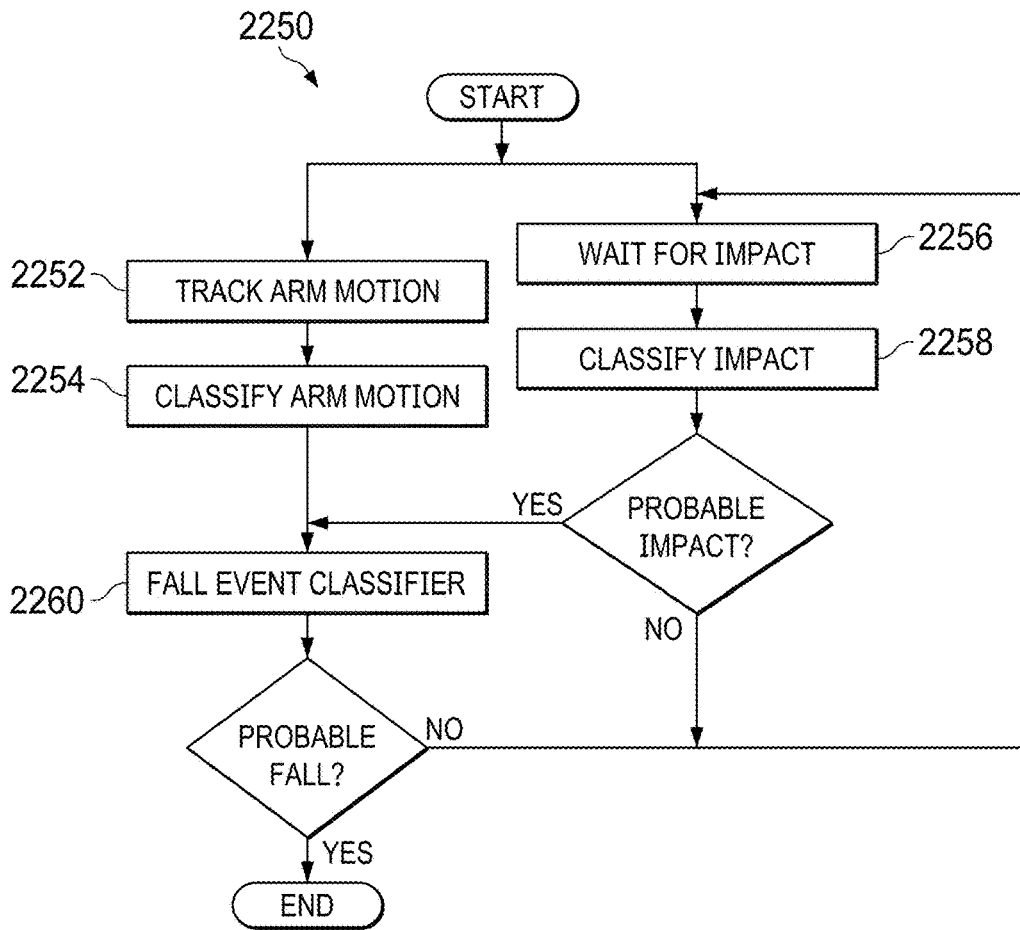 2250
START
2256
WAIT FOR IMPACT
2252
TRACK ARM MOTION
2258
CLASSIFY IMPACT
2254
CLASSIFY ARM MOTION
YES
PROBABLE
IMPACT?
FALL EVENT CLASSIFIER
2260
NO
PROBABLE
FALL?
NO
YES
END